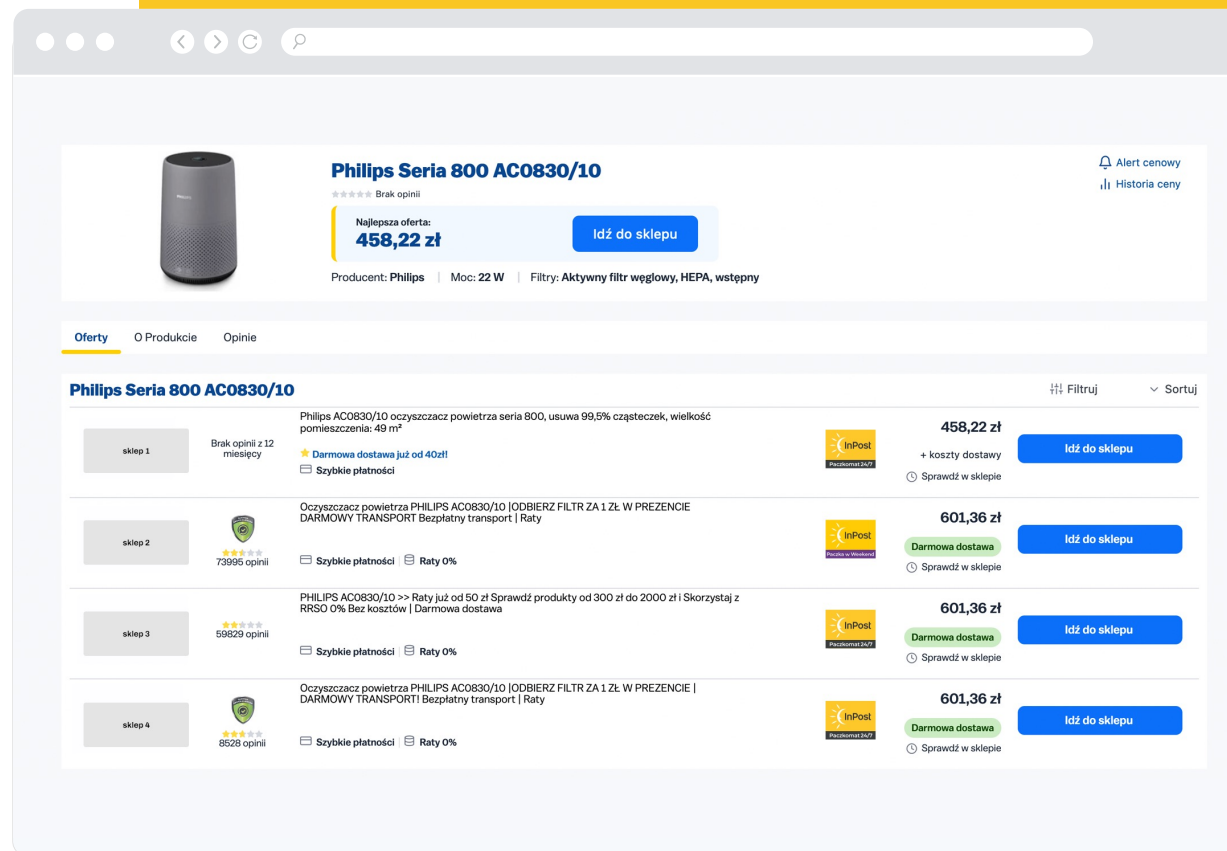 PHILIPS
Philips Seria 800 AC0830/10
Brak opinii
Najlepsza oferta:
458,22 zł
Idź do sklepu
Producent: Philips | Moc: 22 W | Filtry: Aktywny filtr węglowy, HEPA, wstępny
Alert cenowy
Historia ceny
Oferty
O Produkcie
Opinie
Philips Seria 800 AC0830/10
Filtruj
Sortuj
sklep 1
Brak opinii z 12
miesięcy
Philips AC0830/10 oczyszczacz powietrza seria 800, usuwa 99,5% cząsteczek, wielkość
pomieszczenia: 49 m²
Darmowa dostawa już od 40zł!
Szybkie płatności
InPost
Paczkomat 24/7
458,22 zł
+ koszty dostawy
Sprawdź w sklepie
Idź do sklepu
sklep 2
73995 opinii
Oczyszczacz powietrza PHILIPS AC0830/10 |ODBIERZ FILTR ZA 1 ZŁ W PREZENCIE
DARMOWY TRANSPORT Bezpłatny transport | Raty
Szybkie płatności | Raty 0%
InPost
Paczka w Weekend
601,36 zł
Darmowa dostawa
Sprawdź w sklepie
Idź do sklepu
sklep 3
59829 opinii
PHILIPS AC0830/10 >> Raty już od 50 zł Sprawdź produkty od 300 zł do 2000 zł i Skorzystaj z
RRSO 0% Bez kosztów | Darmowa dostawa
Szybkie płatności | Raty 0%
InPost
Paczkomat 24/7
601,36 zł
Darmowa dostawa
Sprawdź w sklepie
Idź do sklepu
sklep 4
8528 opinii
Oczyszczacz powietrza PHILIPS AC0830/10 |ODBIERZ FILTR ZA 1 ZŁ W PREZENCIE |
DARMOWY TRANSPORT! Bezpłatny transport | Raty
Szybkie płatności | Raty 0%
InPost
Paczkomat 24/7
601,36 zł
Darmowa dostawa
Sprawdź w sklepie
Idź do sklepu